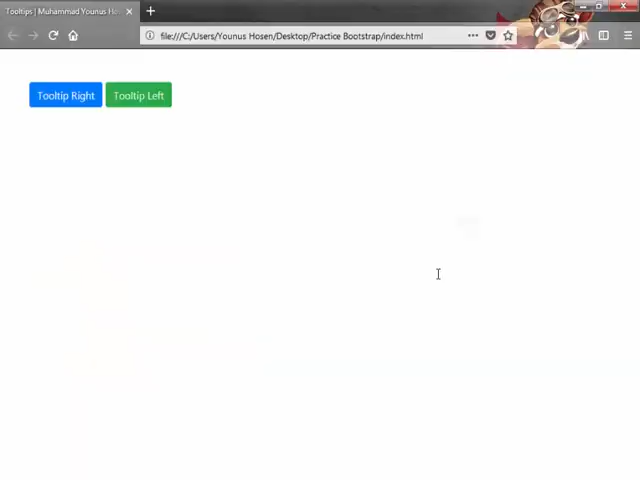 Tooltips | Muhammad Younus Ho
file:///C:/Users/Younus Hosen/Desktop/Practice Bootstrap/index.html
Tooltip Right
Tooltip Left